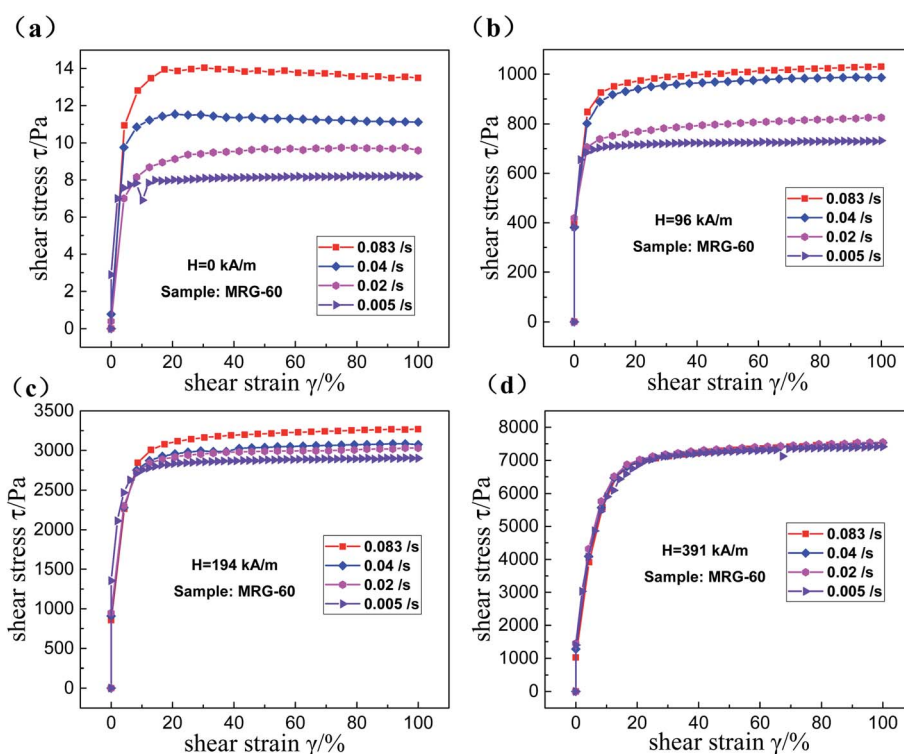 （a）
14
12
10
8
6
4
2
0
shear stress τ/Pa
H=0 kA/m
Sample: MRG-60
0.083 /s
0.04 /s
0.02 /s
0.005 /s
0 20 40 60 80 100
shear strain γ/%
（b）
1000
800
600
400
200
0
shear stress τ/Pa
H=96 kA/m
Sample: MRG-60
0.083 /s
0.04 /s
0.02 /s
0.005 /s
0 20 40 60 80 100
shear strain γ/%
（c）
3500
3000
2500
2000
1500
1000
500
0
shear stress τ/Pa
H=194 kA/m
Sample: MRG-60
0.083 /s
0.04 /s
0.02 /s
0.005 /s
0 20 40 60 80 100
shear strain γ/%
（d）
8000
7000
6000
5000
4000
3000
2000
1000
0
shear stress τ/Pa
H=391 kA/m
Sample: MRG-60
0.083 /s
0.04 /s
0.02 /s
0.005 /s
0 20 40 60 80 100
shear strain γ/%